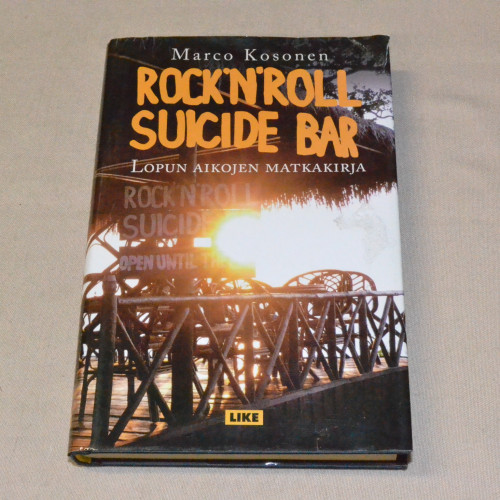 Marco Kosonen
ROCK'N'ROLL
SUICIDE BAR
LOPUN AIKOJEN MATKAKIRJA
ROCK'N'ROLL
SUICIDE
OPEN UNTIL
LIKE